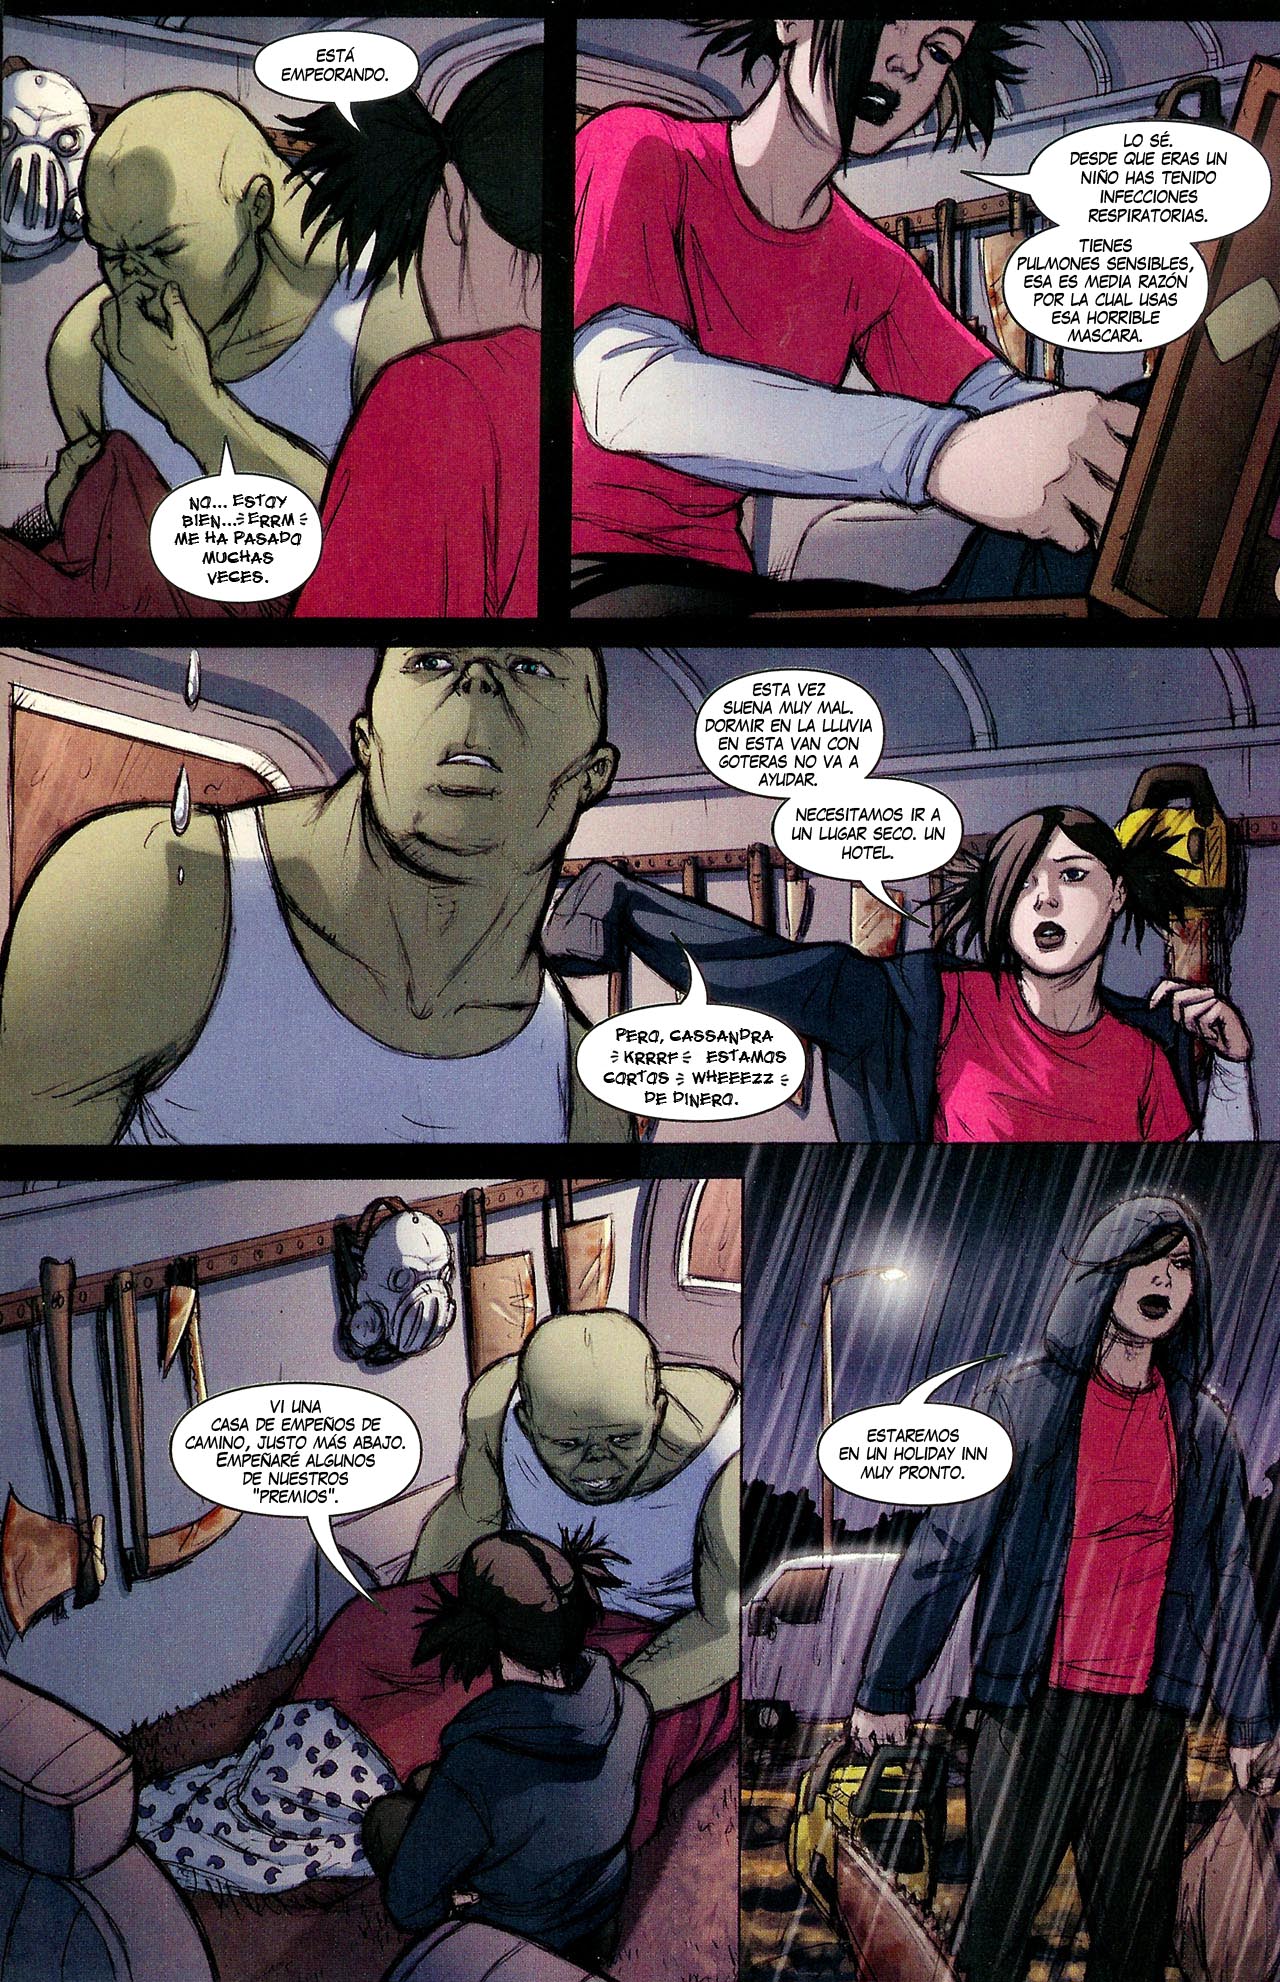 ESTÁ
EMPEORANDO.
NO... ESTOY
BIEN... ERRM
ME HA PASADO
MUCHAS
VECES.
LO SÉ.
DESDE QUE ERAS UN
NIÑO HAS TENIDO
INFECCIONES
RESPIRATORIAS.
TIENES
PULMONES SENSIBLES,
ESA ES MEDIA RAZÓN
POR LA CUAL USAS
ESA HORRIBLE
MASCARA.
ESTA VEZ
SUENA MUY MAL.
DORMIR EN LA LLUVIA
EN ESTA VAN CON
GOTERAS NO VA A
AYUDAR.
NECESITAMOS IR A
UN LUGAR SECO. UN
HOTEL.
PERO, CASSANDRA
KRRRF ESTAMOS
CORTOS WHEEEZZ
DE DINERO.
VI UNA
CASA DE EMPEÑOS DE
CAMINO, JUSTO MÁS ABAJO.
EMPEÑARÉ ALGUNOS
DE NUESTROS
"PREMIOS".
ESTAREMOS
EN UN HOLIDAY INN
MUY PRONTO.